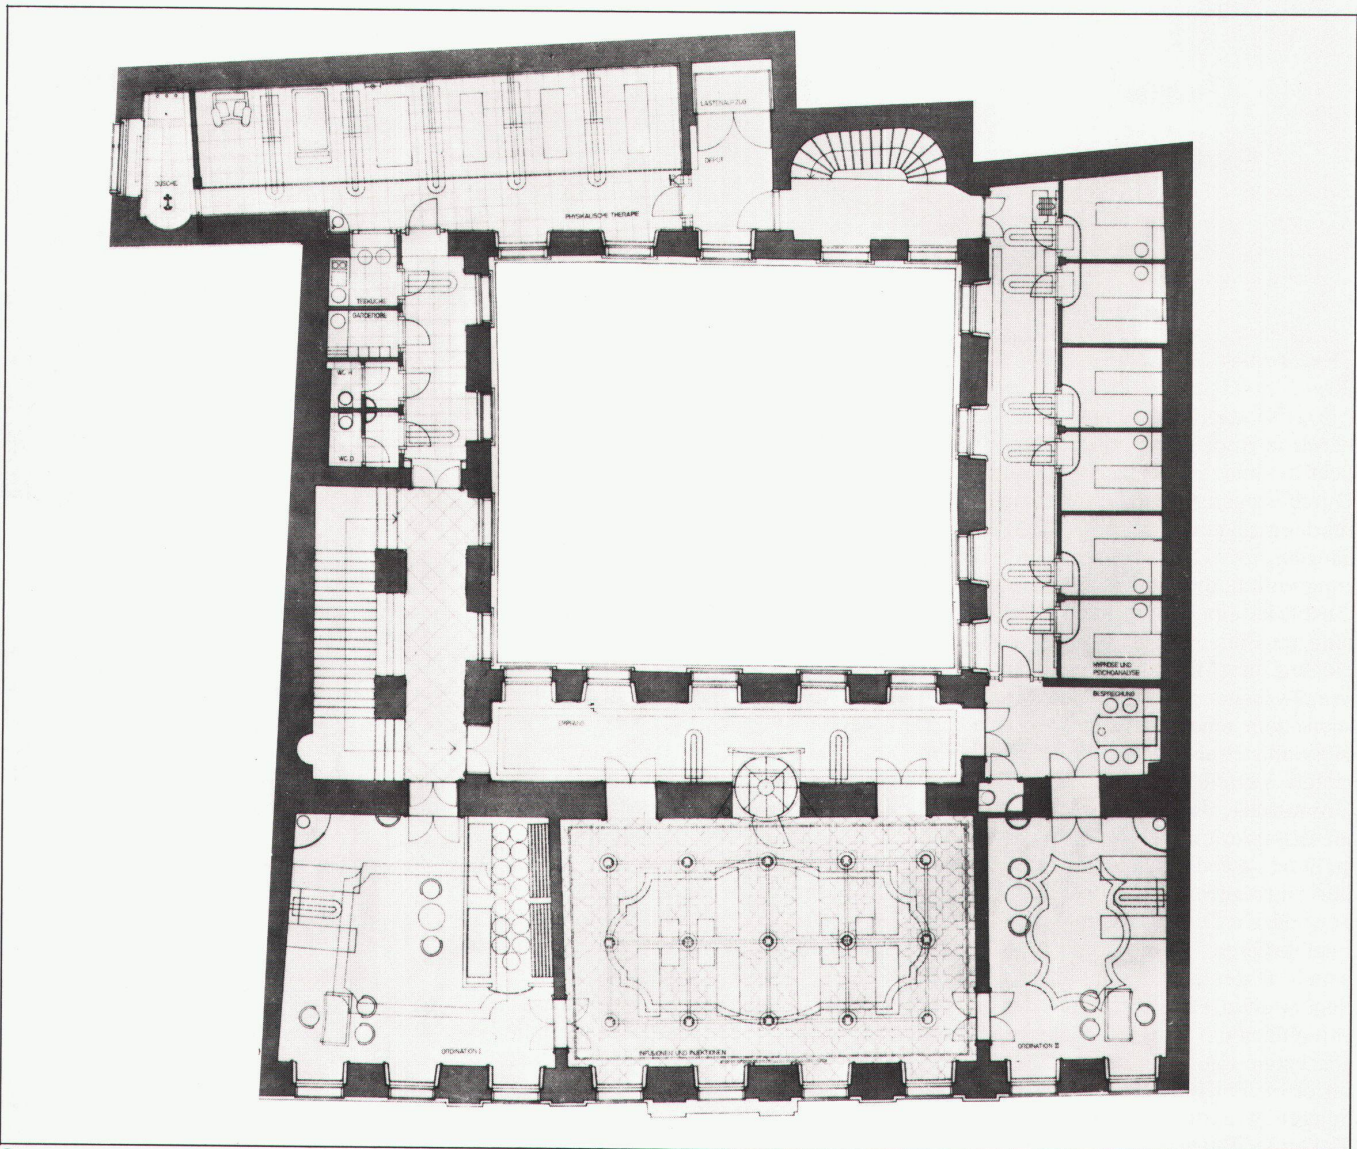 LASTENAUFZUG
DEPOT
DUSCHE
PHYSIKALISCHE THERAPIE
TEEKÜCHE
GARDEROBE
WC. H.
WC. D.
HYPNOSE UND
PSYCHOANALYSE
BESPRECHUNG
EMPFANG
ORDINATION I
INFUSIONEN UND INJEKTIONEN
ORDINATION II